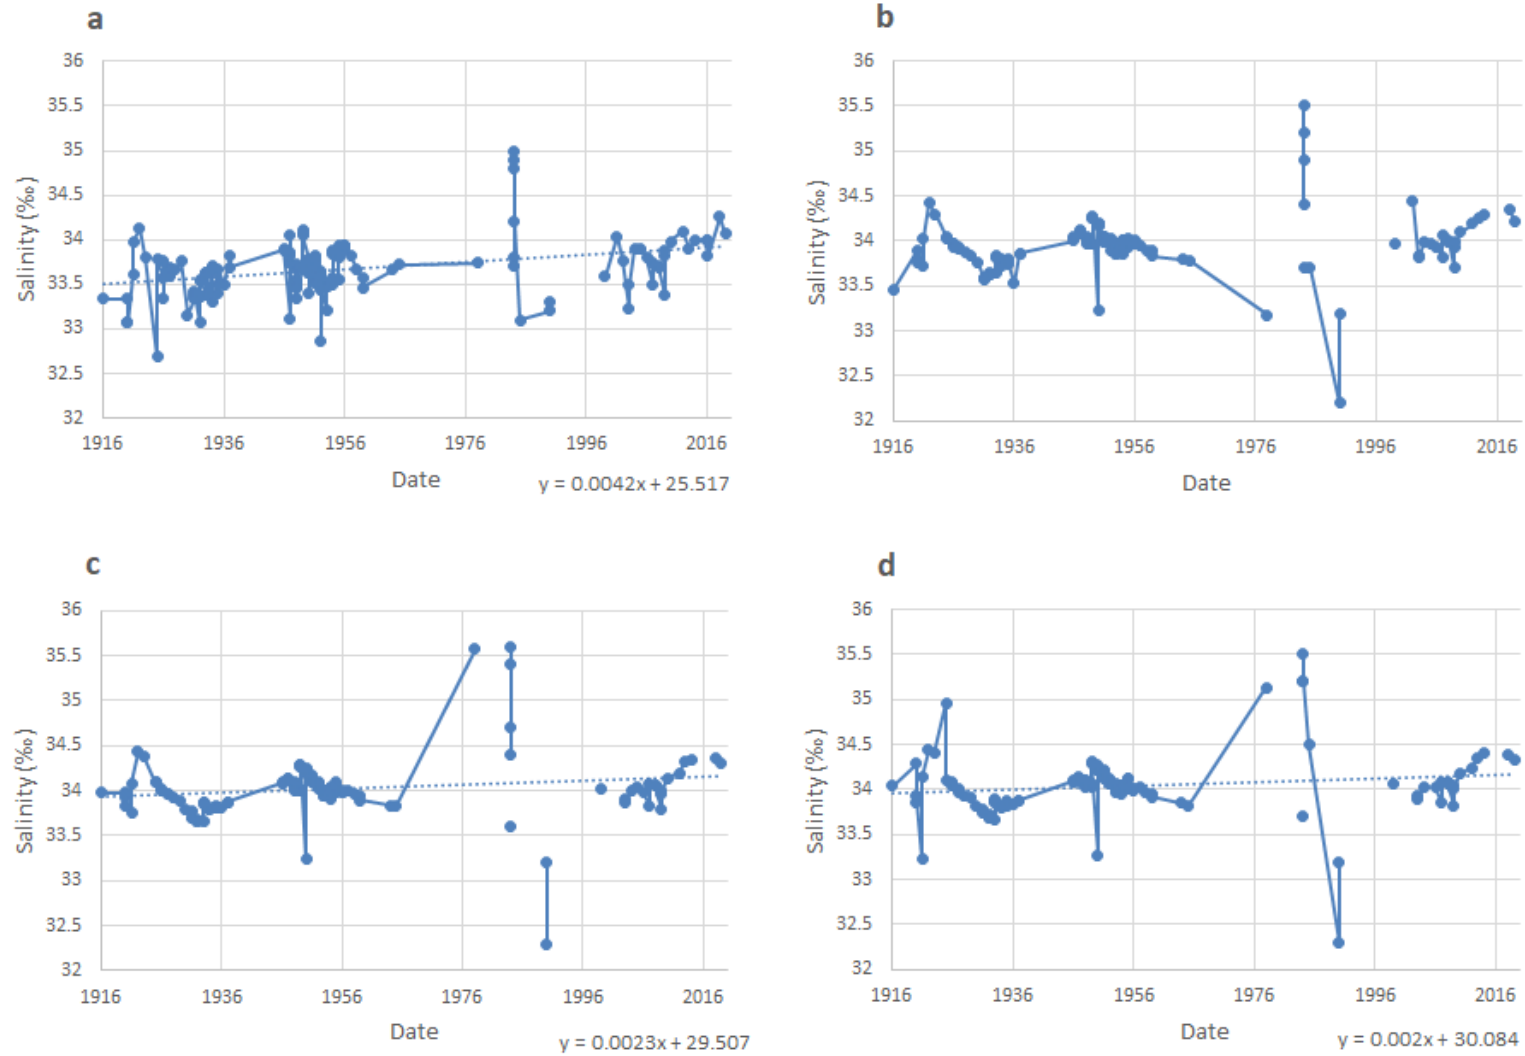 a
36
35.5
35
34.5
34
33.5
33
32.5
32
Salinity (‰)
1916 1936 1956 1976 1996 2016
Date
y = 0.0042x + 25.517
b
36
35.5
35
34.5
34
33.5
33
32.5
32
Salinity (‰)
1916 1936 1956 1976 1996 2016
Date
c
36
35.5
35
34.5
34
33.5
33
32.5
32
Salinity (‰)
1916 1936 1956 1976 1996 2016
Date
y = 0.0023x + 29.507
d
36
35.5
35
34.5
34
33.5
33
32.5
32
Salinity (‰)
1916 1936 1956 1976 1996 2016
Date
y = 0.002x + 30.084